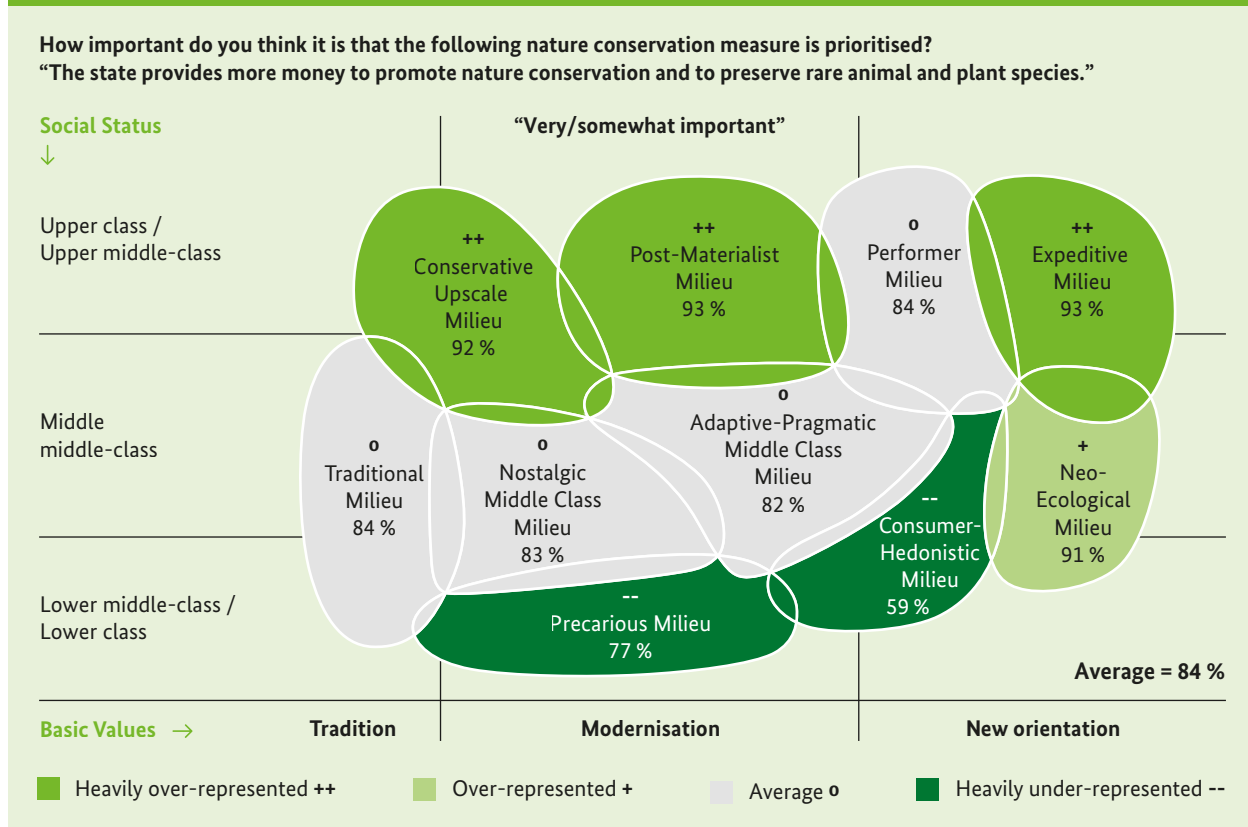 How important do you think it is that the following nature conservation measure is prioritised?
“The state provides more money to promote nature conservation and to preserve rare animal and plant species.”
Social Status
↓
“Very/somewhat important”
Upper class /
Upper middle-class
++
Conservative
Upscale
Milieu
92 %
++
Post-Materialist
Milieu
93 %
o
Performer
Milieu
84 %
++
Expeditive
Milieu
93 %
Middle
middle-class
o
Traditional
Milieu
84 %
o
Nostalgic
Middle Class
Milieu
83 %
o
Adaptive-Pragmatic
Middle Class
Milieu
82 %
--
Consumer-
Hedonistic
Milieu
59 %
+
Neo-
Ecological
Milieu
91 %
Lower middle-class /
Lower class
--
Precarious Milieu
77 %
Average = 84 %
Basic Values →
Tradition
Modernisation
New orientation
Heavily over-represented ++
Over-represented +
Average o
Heavily under-represented --